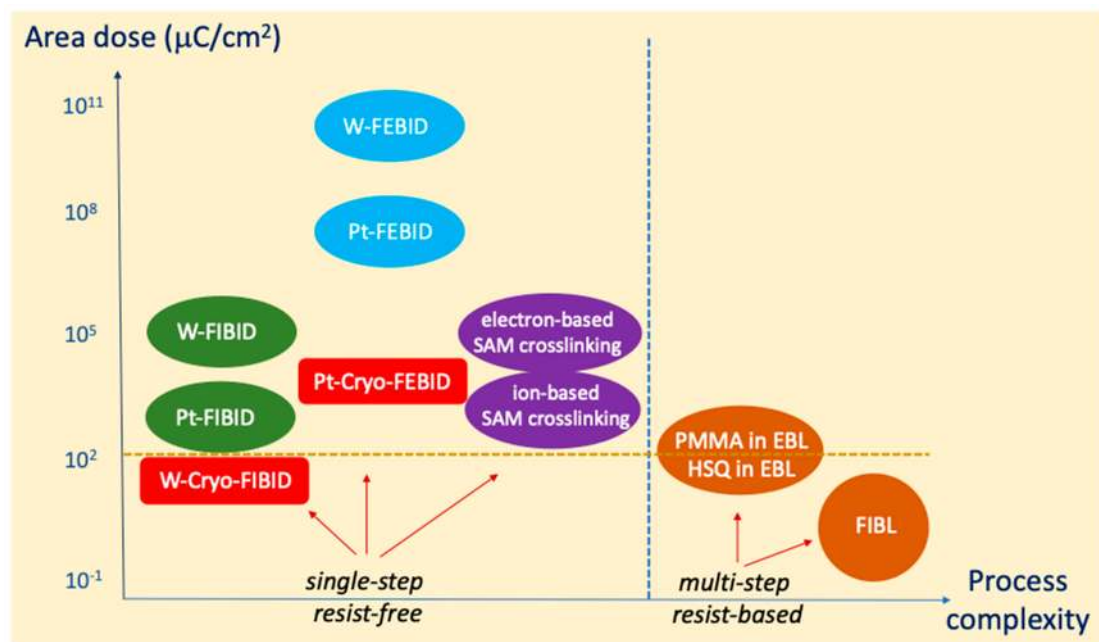 Area dose (μC/cm²)
10¹¹
W-FEBID
10⁸
Pt-FEBID
10⁵
W-FIBID
electron-based
SAM crosslinking
Pt-Cryo-FEBID
Pt-FIBID
ion-based
SAM crosslinking
10²
PMMA in EBL
HSQ in EBL
W-Cryo-FIBID
FIBL
10⁻¹
single-step
resist-free
multi-step
resist-based
Process
complexity